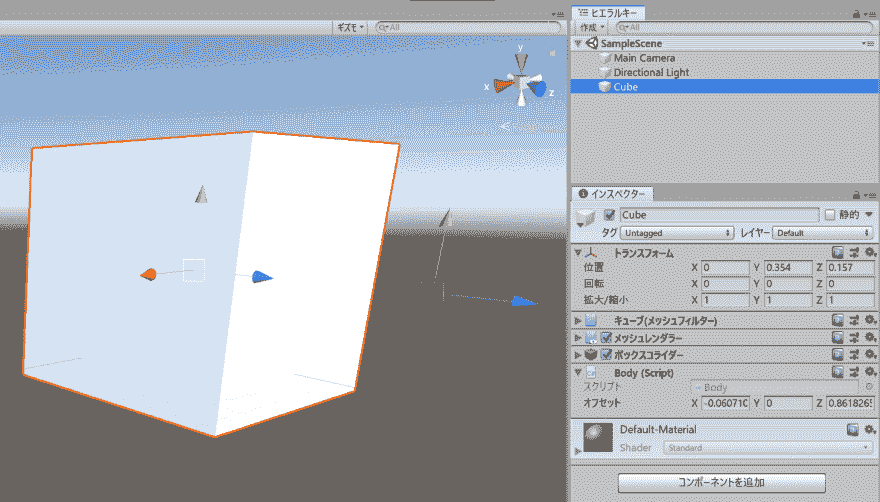 ギズモ
All
y
x
z
ヒエラルキー
作成
All
SampleScene
Main Camera
Directional Light
Cube
インスペクター
Cube
静的
タグ Untagged レイヤー Default
トランスフォーム
位置 X 0 Y 0.354 Z 0.157
回転 X 0 Y 0 Z 0
拡大/縮小 X 1 Y 1 Z 1
キューブ(メッシュフィルター)
メッシュレンダラー
ボックスコライダー
Body (Script)
スクリプト Body
オフセット X -0.06071 Y 0 Z 0.861826
Default-Material
Shader Standard
コンポーネントを追加